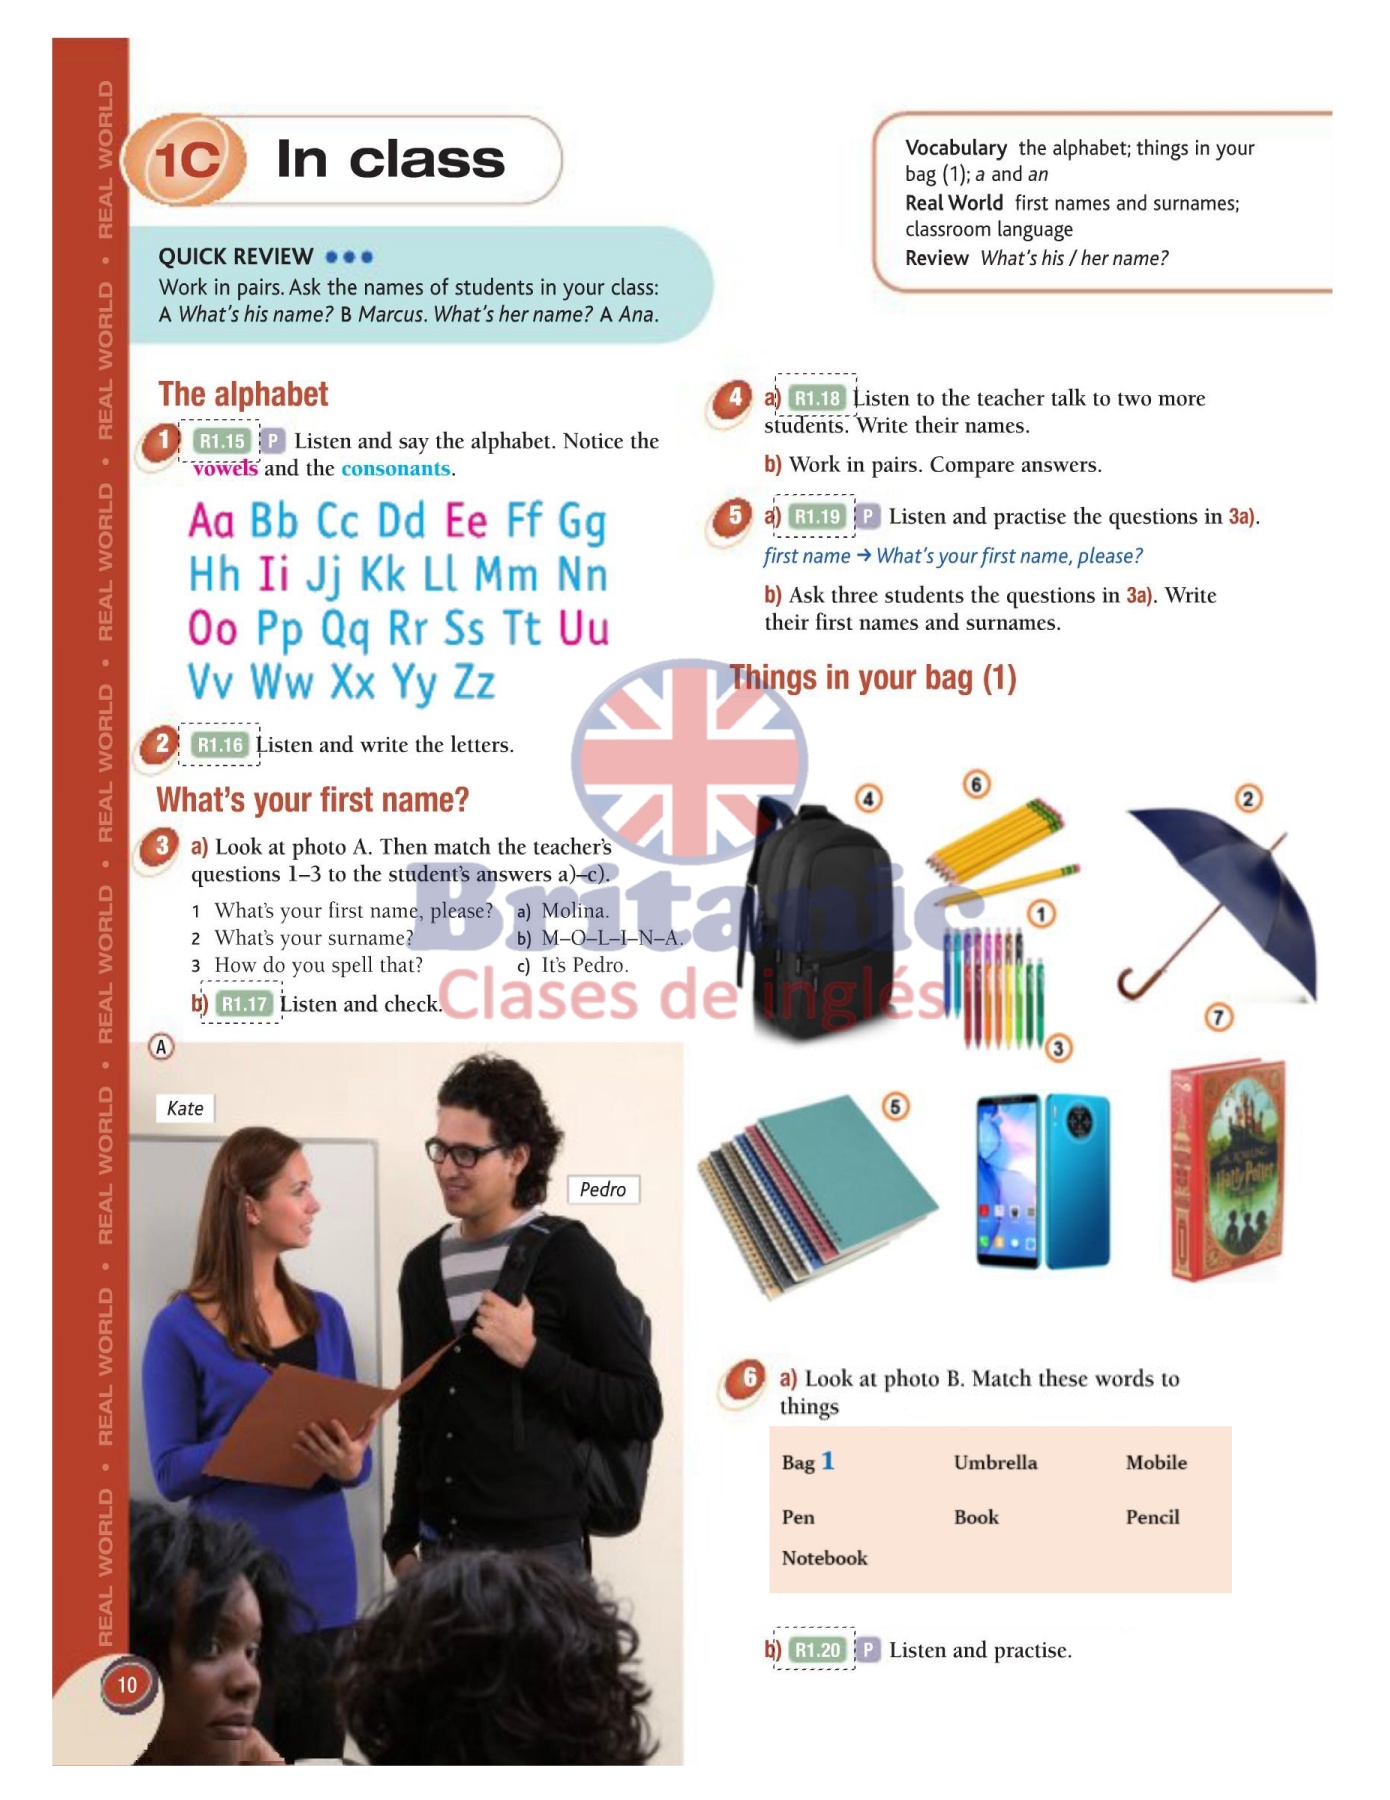 REAL WORLD • REAL WORLD • REAL WORLD • REAL WORLD • REAL WORLD • REAL WORLD • REAL WORLD • REAL WORLD
1C In class
Vocabulary the alphabet; things in your
bag (1); a and an
Real World first names and surnames;
classroom language
Review What's his / her name?
QUICK REVIEW •••
Work in pairs. Ask the names of students in your class:
A What's his name? B Marcus. What's her name? A Ana.
The alphabet
1 R1.15 P Listen and say the alphabet. Notice the
vowels and the consonants.
Aa Bb Cc Dd Ee Ff Gg
Hh Ii Jj Kk Ll Mm Nn
Oo Pp Qq Rr Ss Tt Uu
Vv Ww Xx Yy Zz
2 R1.16 Listen and write the letters.
What's your first name?
3 a) Look at photo A. Then match the teacher's
questions 1–3 to the student's answers a)–c).
1 What's your first name, please? a) Molina.
2 What's your surname? b) M–O–L–I–N–A.
3 How do you spell that? c) It's Pedro.
b) R1.17 Listen and check.
A
Kate
Pedro
10
4 a) R1.18 Listen to the teacher talk to two more
students. Write their names.
b) Work in pairs. Compare answers.
5 a) R1.19 P Listen and practise the questions in 3a).
first name → What's your first name, please?
b) Ask three students the questions in 3a). Write
their first names and surnames.
Things in your bag (1)
Britanic
Clases de inglés
4
6
2
1
3
7
5
J.K. ROWLING
Harry Potter
6 a) Look at photo B. Match these words to
things
Bag 1 Umbrella Mobile
Pen Book Pencil
Notebook
b) R1.20 P Listen and practise.